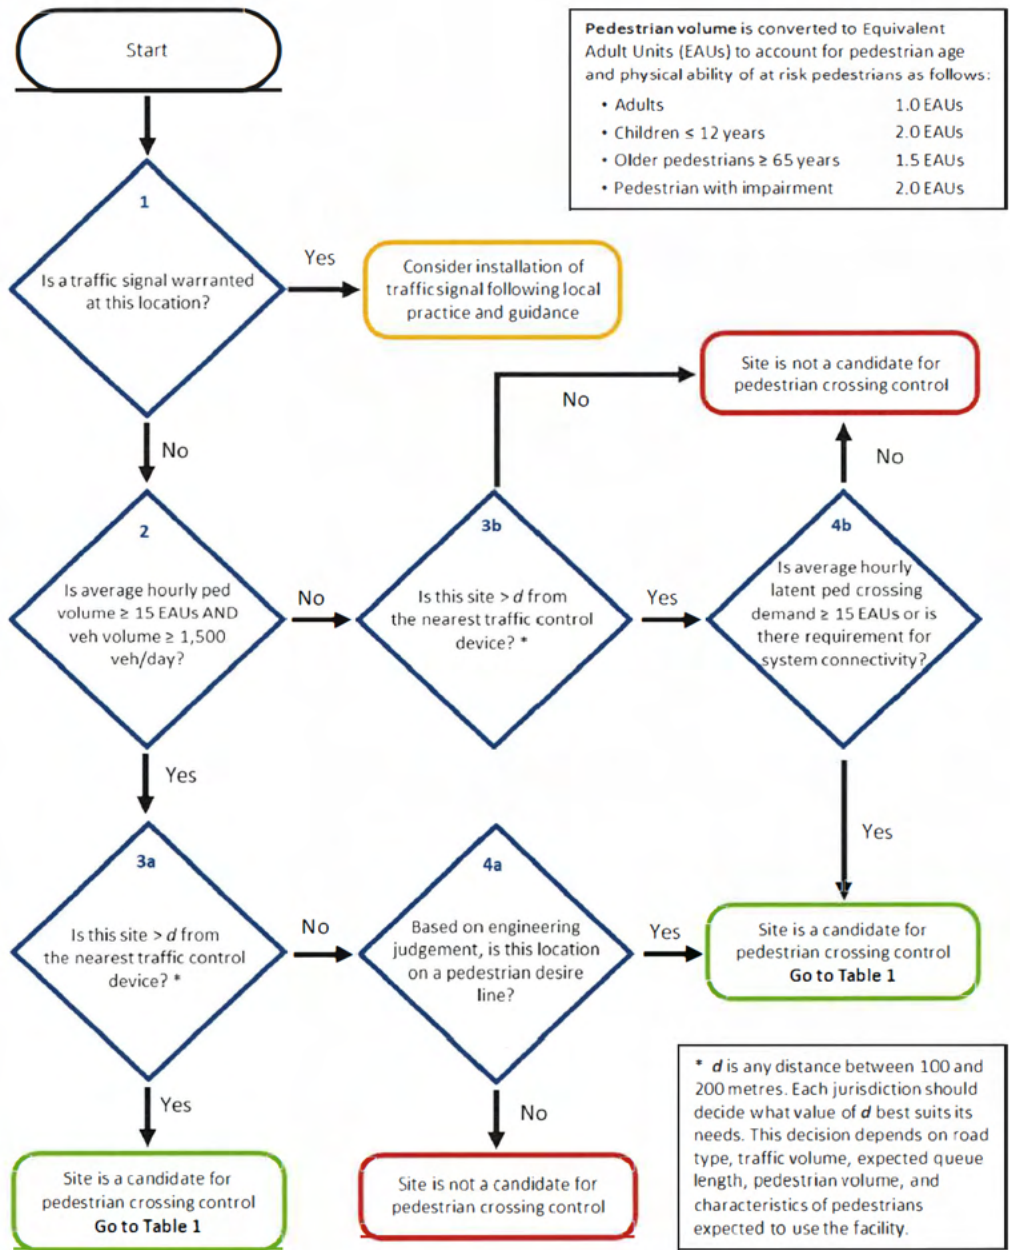 Start
Pedestrian volume is converted to Equivalent
Adult Units (EAUs) to account for pedestrian age
and physical ability of at risk pedestrians as follows:
• Adults 1.0 EAUs
• Children ≤ 12 years 2.0 EAUs
• Older pedestrians ≥ 65 years 1.5 EAUs
• Pedestrian with impairment 2.0 EAUs
1
Is a traffic signal warranted
at this location?
Yes
Consider installation of
traffic signal following local
practice and guidance
No
Site is not a candidate for
pedestrian crossing control
No
No
2
Is average hourly ped
volume ≥ 15 EAUs AND
veh volume ≥ 1,500
veh/day?
No
3b
Is this site > d from
the nearest traffic control
device? *
Yes
4b
Is average hourly
latent ped crossing
demand ≥ 15 EAUs or is
there requirement for
system connectivity?
Yes
Yes
3a
Is this site > d from
the nearest traffic control
device? *
No
4a
Based on engineering
judgement, is this location
on a pedestrian desire
line?
Yes
Site is a candidate for
pedestrian crossing control
Go to Table 1
Yes
No
Site is a candidate for
pedestrian crossing control
Go to Table 1
Site is not a candidate for
pedestrian crossing control
* d is any distance between 100 and
200 metres. Each jurisdiction should
decide what value of d best suits its
needs. This decision depends on road
type, traffic volume, expected queue
length, pedestrian volume, and
characteristics of pedestrians
expected to use the facility.